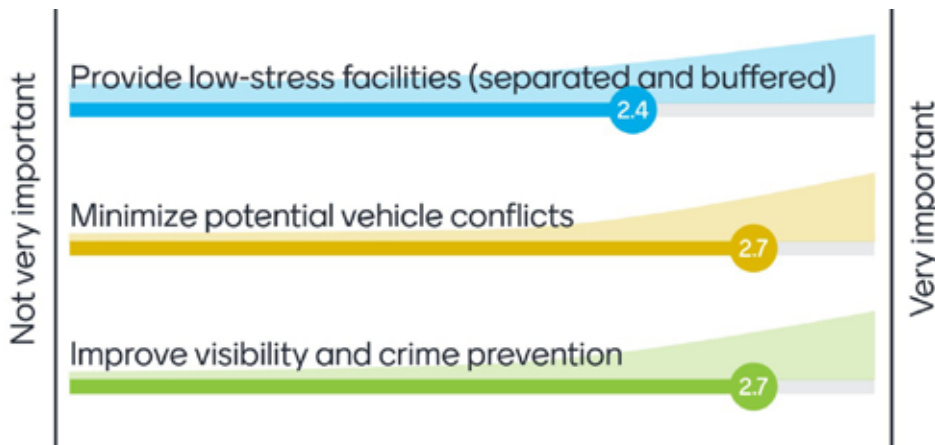 Not very important
Provide low-stress facilities (separated and buffered)
2.4
Minimize potential vehicle conflicts
2.7
Improve visibility and crime prevention
2.7
Very important